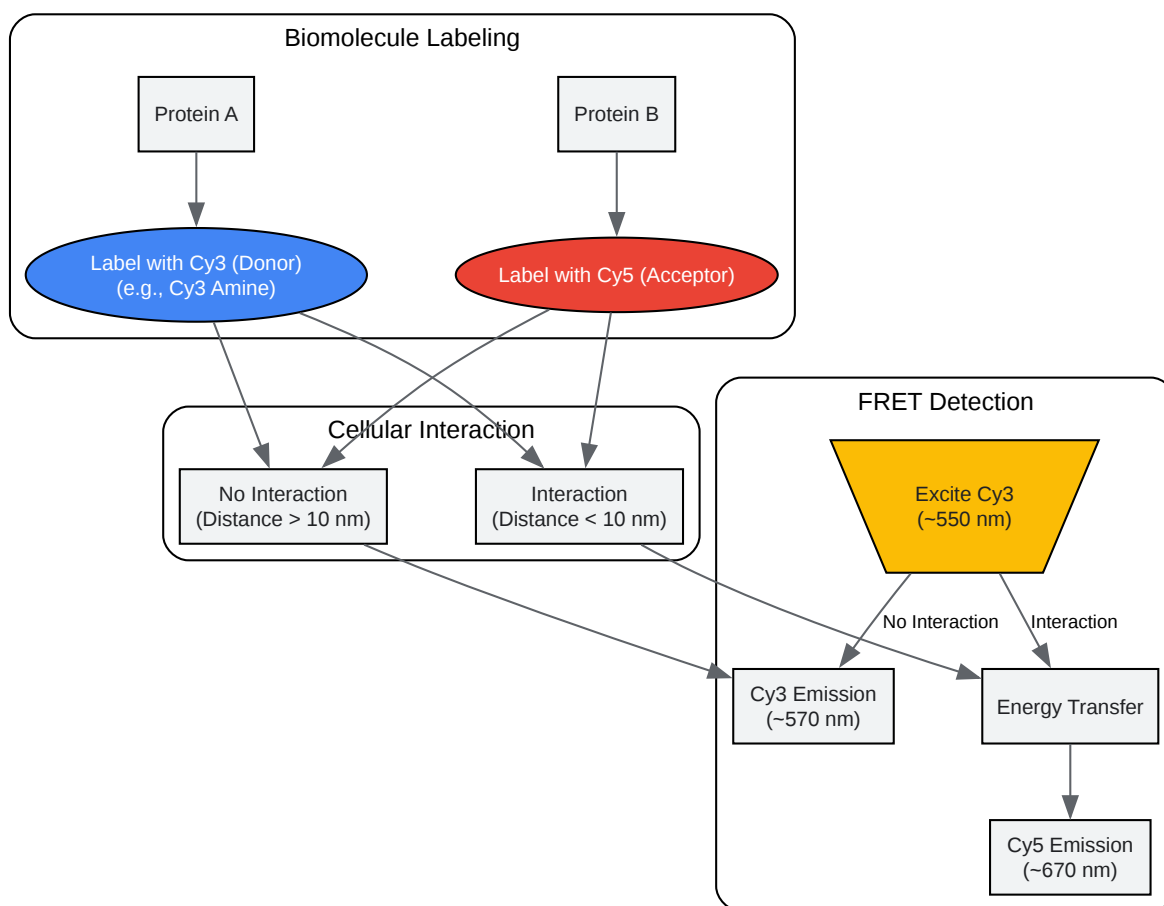 Biomolecule Labeling
Protein A
Protein B
Label with Cy3 (Donor)
(e.g., Cy3 Amine)
Label with Cy5 (Acceptor)
Cellular Interaction
No Interaction
(Distance > 10 nm)
Interaction
(Distance < 10 nm)
FRET Detection
Excite Cy3
(~550 nm)
No Interaction
Interaction
Cy3 Emission
(~570 nm)
Energy Transfer
Cy5 Emission
(~670 nm)